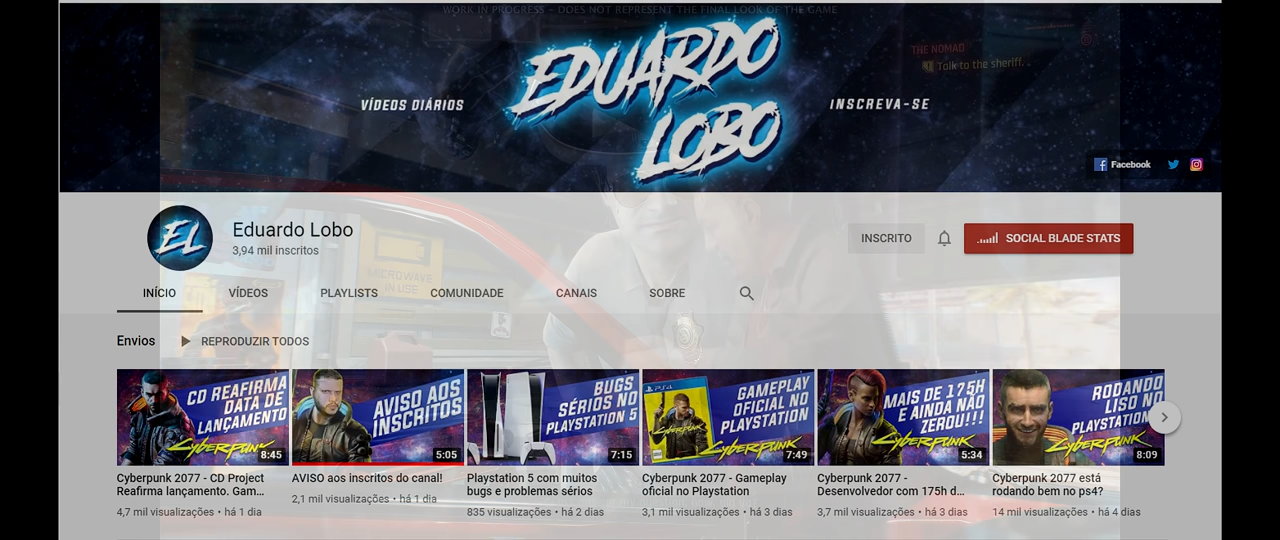 WORK IN PROGRESS - DOES NOT REPRESENT THE FINAL LOOK OF THE GAME
EDUARDO
LOBO
VÍDEOS DIÁRIOS
INSCREVA-SE
THE NOMAD
Talk to the sheriff.
Facebook
EL
Eduardo Lobo
3,94 mil inscritos
INSCRITO
SOCIAL BLADE STATS
MICROWAVE
IN USE
INÍCIO VÍDEOS PLAYLISTS COMUNIDADE CANAIS SOBRE
Envios REPRODUZIR TODOS
CD REAFIRMA
DATA DE
LANÇAMENTO
Cyberpunk
8:45
AVISO AOS
INSCRITOS
5:05
BUGS
SÉRIOS NO
PLAYSTATION 5
7:15
PS4
Cyberpunk
GAMEPLAY
OFICIAL NO
PLAYSTATION
Cyberpunk
7:49
MAIS DE 175H
E AINDA NÃO
ZEROU!!!
Cyberpunk
5:34
RODANDO
LISO NO
PLAYSTATION
Cyberpunk
8:09
Cyberpunk 2077 - CD Project
Reafirma lançamento. Gam...
4,7 mil visualizações • há 1 dia
AVISO aos inscritos do canal!
2,1 mil visualizações • há 1 dia
Playstation 5 com muitos
bugs e problemas sérios
835 visualizações • há 2 dias
Cyberpunk 2077 - Gameplay
oficial no Playstation
3,1 mil visualizações • há 3 dias
Cyberpunk 2077 -
Desenvolvedor com 175h d...
3,7 mil visualizações • há 3 dias
Cyberpunk 2077 está
rodando bem no ps4?
14 mil visualizações • há 4 dias